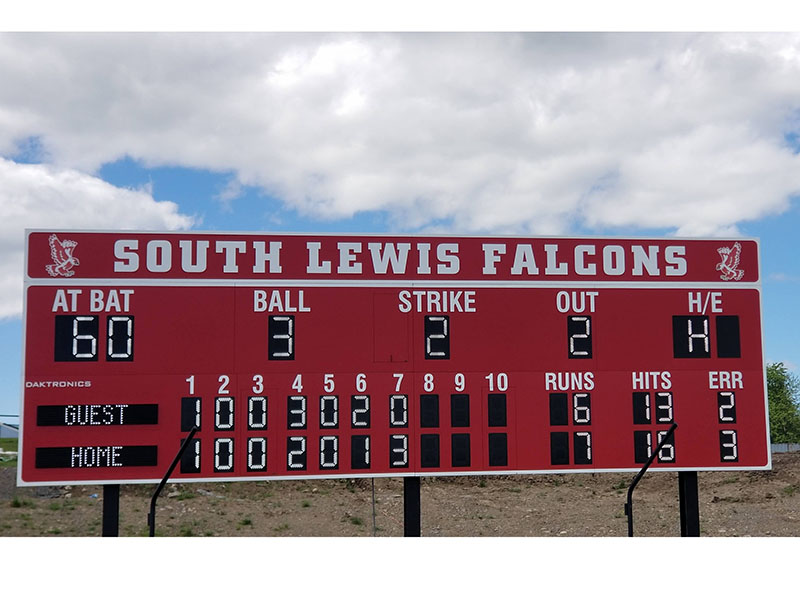 SOUTH LEWIS FALCONS
AT BAT BALL STRIKE OUT H/E
60 3 2 2 H
DAKTRONICS 1 2 3 4 5 6 7 8 9 10 RUNS HITS ERR
GUEST 1 0 0 3 0 2 0 6 13 2
HOME 1 0 0 2 0 1 3 7 16 3